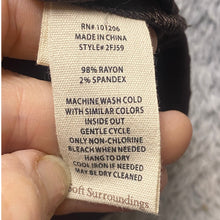 RN# 101206
MADE IN CHINA
STYLE# 2FJ59
98% RAYON
2% SPANDEX
MACHINE WASH COLD
WITH SIMILAR COLORS
INSIDE OUT
GENTLE CYCLE
ONLY NON-CHLORINE
BLEACH WHEN NEEDED
HANG TO DRY
COOL IRON IF NEEDED
MAY BE DRY CLEANED
Soft Surroundings